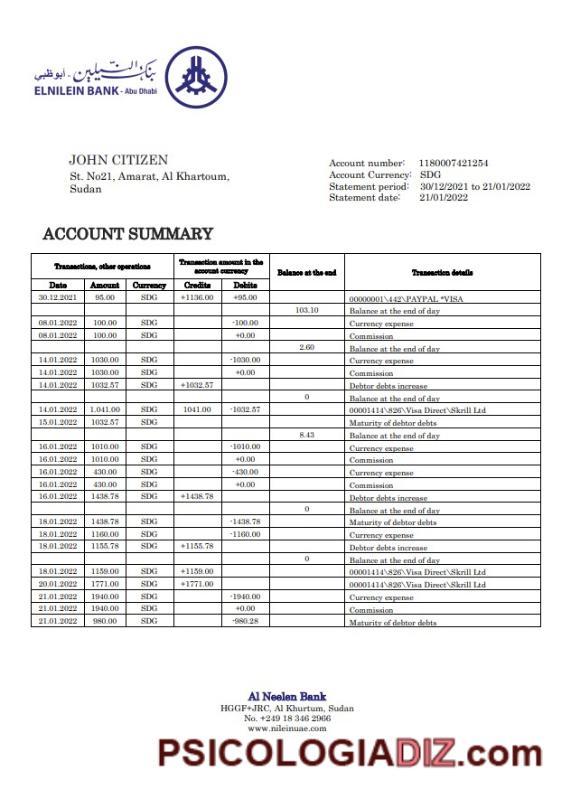 بنك النيلين - أبوظبي
ELNILEIN BANK - Abu Dhabi
JOHN CITIZEN
St. No21, Amarat, Al Khartoum,
Sudan
Account number: 1180007421254
Account Currency: SDG
Statement period: 30/12/2021 to 21/01/2022
Statement date: 21/01/2022
ACCOUNT SUMMARY
Transactions, other operations Transaction amount in the account currency Balance at the end Transaction details
Date Amount Currency Credits Debits
30.12.2021 95.00 SDG +1136.00 +95.00 00000001\442\PAYPAL *VISA
103.10 Balance at the end of day
08.01.2022 100.00 SDG -100.00 Currency expense
08.01.2022 100.00 SDG +0.00 Commission
2.60 Balance at the end of day
14.01.2022 1030.00 SDG -1030.00 Currency expense
14.01.2022 1030.00 SDG +0.00 Commission
14.01.2022 1032.57 SDG +1032.57 Debtor debts increase
0 Balance at the end of day
14.01.2022 1.041.00 SDG 1041.00 -1032.57 00001414\826\Visa Direct\Skrill Ltd
15.01.2022 1032.57 SDG Maturity of debtor debts
8.43 Balance at the end of day
16.01.2022 1010.00 SDG -1010.00 Currency expense
16.01.2022 1010.00 SDG +0.00 Commission
16.01.2022 430.00 SDG -430.00 Currency expense
16.01.2022 430.00 SDG +0.00 Commission
16.01.2022 1438.78 SDG +1438.78 Debtor debts increase
0 Balance at the end of day
18.01.2022 1438.78 SDG -1438.78 Maturity of debtor debts
18.01.2022 1160.00 SDG -1160.00 Currency expense
18.01.2022 1155.78 SDG +1155.78 Debtor debts increase
0 Balance at the end of day
18.01.2022 1159.00 SDG +1159.00 00001414\826\Visa Direct\Skrill Ltd
20.01.2022 1771.00 SDG +1771.00 00001414\826\Visa Direct\Skrill Ltd
21.01.2022 1940.00 SDG -1940.00 Currency expense
21.01.2022 1940.00 SDG +0.00 Commission
21.01.2022 980.00 SDG -980.28 Maturity of debtor debts
Al Neelen Bank
HGGF+JRC, Al Khurtum, Sudan
No. +249 18 346 2966
www.nileinuae.com
PSICOLOGIADIZ.com